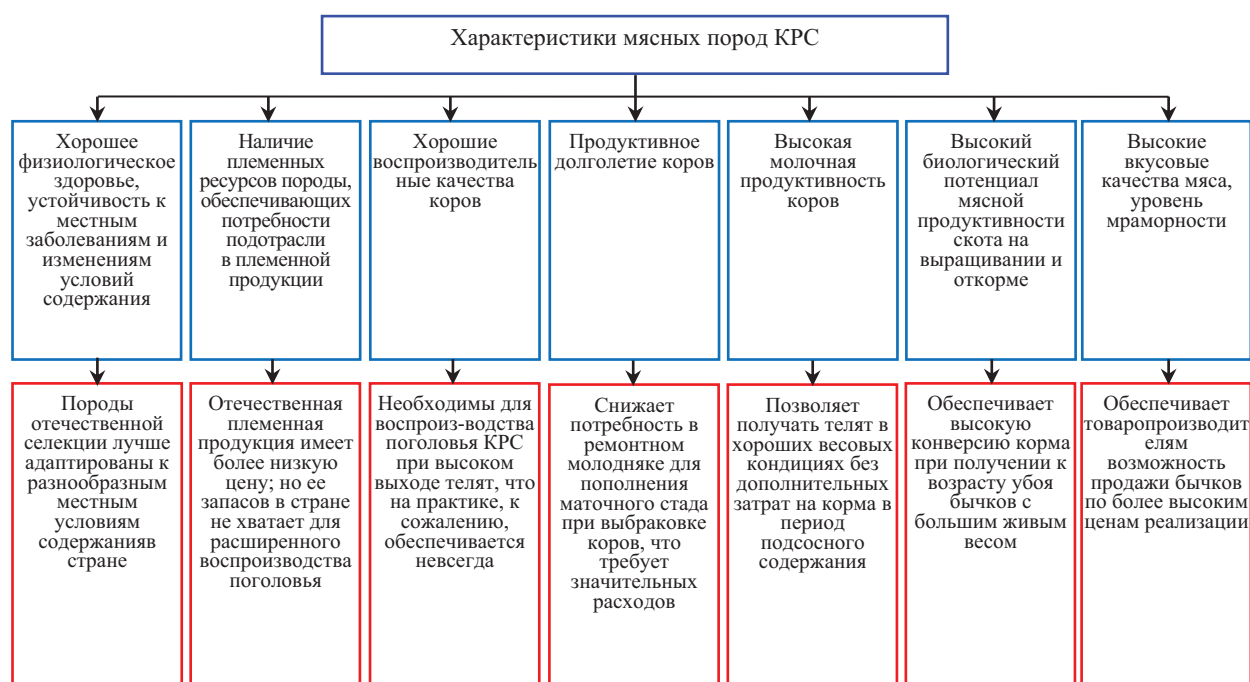 Характеристики мясных пород КРС
Хорошее
физиологическое
здоровье,
устойчивость к
местным
заболеваниям и
изменениям
условий
содержания
Наличие
племенных
ресурсов породы,
обеспечивающих
потребности
подотрасли
в племенной
продукции
Хорошие
воспроизводитель
ные качества
коров
Продуктивное
долголетие коров
Высокая
молочная
продуктивность
коров
Высокий
биологический
потенциал
мясной
продуктивности
скота на
выращивании и
откорме
Высокие
вкусовые
качества мяса,
уровень
мраморности
Породы
отечественной
селекции лучше
адаптированы к
разнообразным
местным
условиям
содержанияв
стране
Отечественная
племенная
продукция имеет
более низкую
цену; но ее
запасов в стране
не хватает для
расширенного
воспроизводства
поголовья
Необходимы для
воспроиз-водства
поголовья КРС
при высоком
выходе телят, что
на практике, к
сожалению,
обеспечивается
невсегда
Снижает
потребность в
ремонтном
молодняке для
пополнения
маточного стада
при выбраковке
коров, что
требует
значительных
расходов
Позволяет
получать телят в
хороших весовых
кондициях без
дополнительных
затрат на корма в
период
подсосного
содержания
Обеспечивает
высокую
конверсию корма
при получении к
возрасту убоя
бычков с
большим живым
весом
Обеспечивает
товаропроизводит
елям
возможность
продажи бычков
по более высоким
ценам реализации